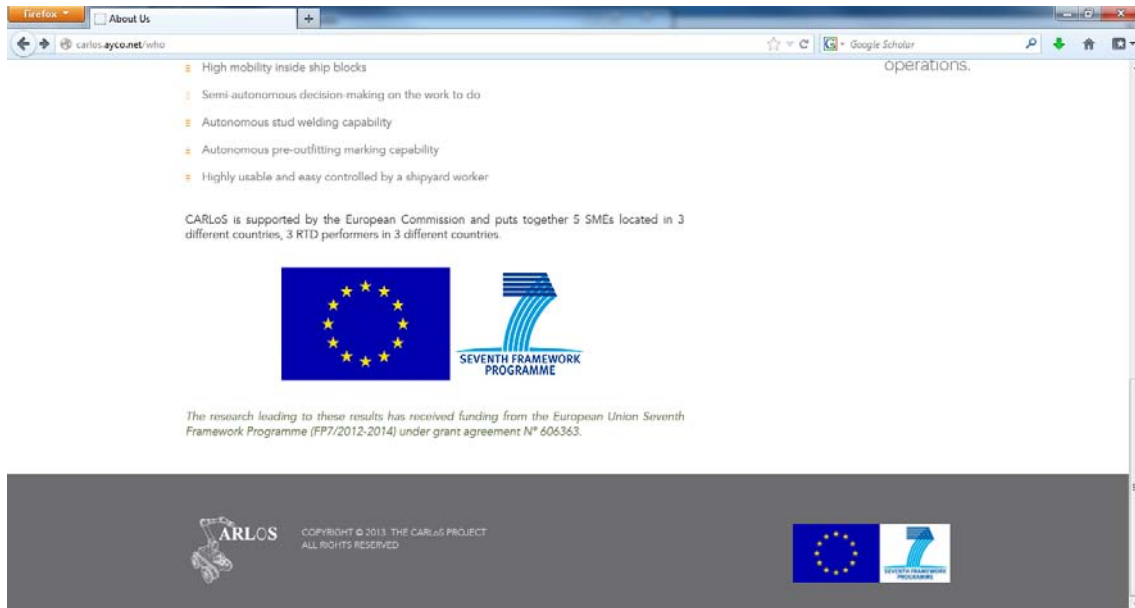 Firefox
About Us
carlos.ayco.net/who
Google Scholar
High mobility inside ship blocks
operations.
Semi-autonomous decision-making on the work to do
Autonomous stud welding capability
Autonomous pre-outfitting marking capability
Highly usable and easy controlled by a shipyard worker
CARLoS is supported by the European Commission and puts together 5 SMEs located in 3
different countries, 3 RTD performers in 3 different countries.
SEVENTH FRAMEWORK
PROGRAMME
The research leading to these results has received funding from the European Union Seventh
Framework Programme (FP7/2012-2014) under grant agreement Nº 606363.
ARLOS
COPYRIGHT © 2013 THE CARLoS PROJECT
ALL RIGHTS RESERVED
SEVENTH FRAMEWORK
PROGRAMME